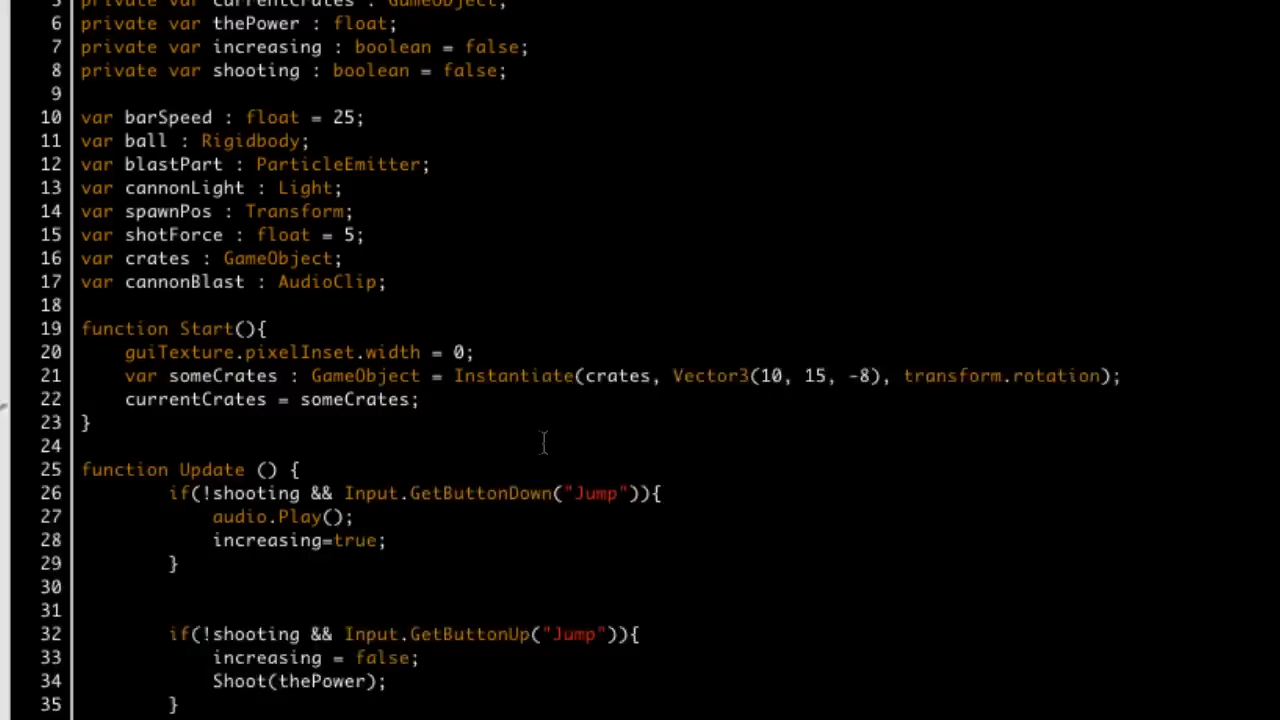 5 private var currentCrates : GameObject;
6 private var thePower : float;
7 private var increasing : boolean = false;
8 private var shooting : boolean = false;
9
10 var barSpeed : float = 25;
11 var ball : Rigidbody;
12 var blastPart : ParticleEmitter;
13 var cannonLight : Light;
14 var spawnPos : Transform;
15 var shotForce : float = 5;
16 var crates : GameObject;
17 var cannonBlast : AudioClip;
18
19 function Start(){
20     guiTexture.pixelInset.width = 0;
21     var someCrates : GameObject = Instantiate(crates, Vector3(10, 15, -8), transform.rotation);
22     currentCrates = someCrates;
23 }
24
25 function Update () {
26         if(!shooting && Input.GetButtonDown("Jump")){
27             audio.Play();
28             increasing=true;
29         }
30
31
32         if(!shooting && Input.GetButtonUp("Jump")){
33             increasing = false;
34             Shoot(thePower);
35         }